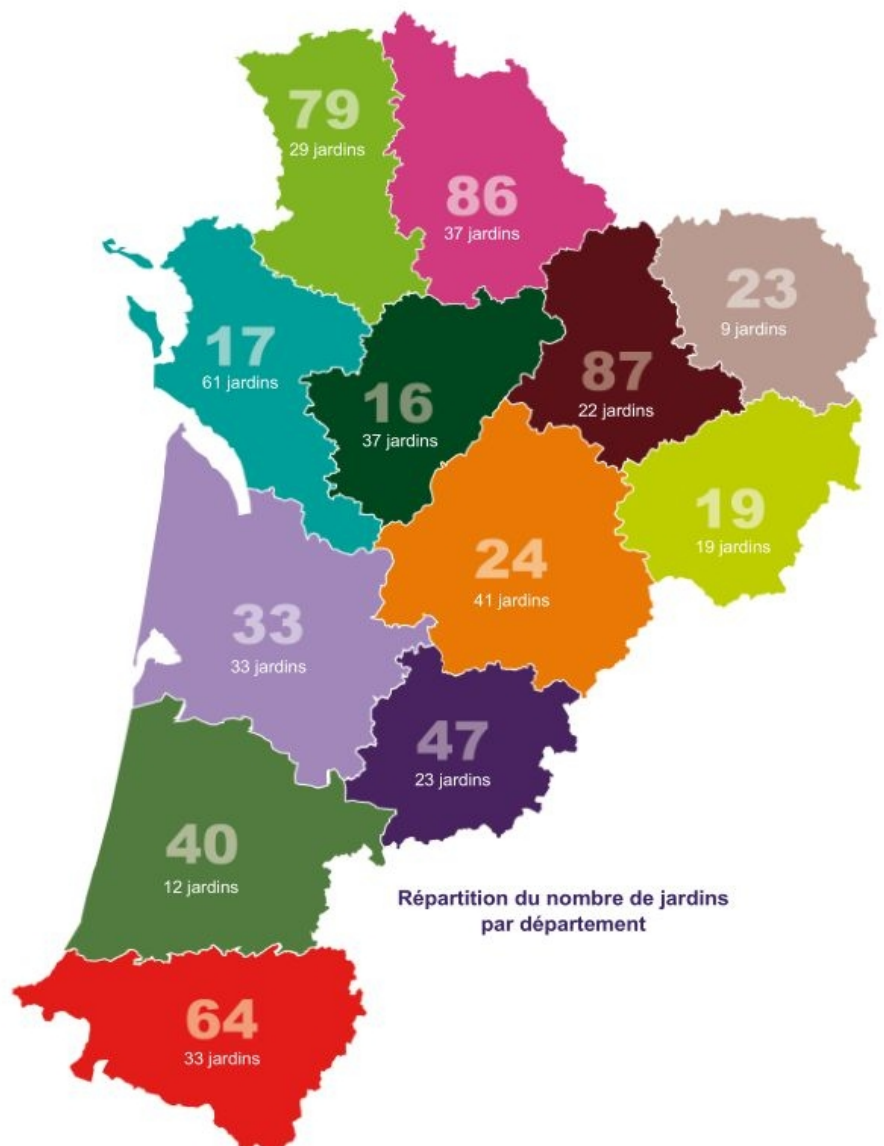 79
29 jardins
86
37 jardins
23
9 jardins
17
61 jardins
87
22 jardins
16
37 jardins
19
19 jardins
24
41 jardins
33
33 jardins
47
23 jardins
40
12 jardins
Répartition du nombre de jardins
par département
64
33 jardins